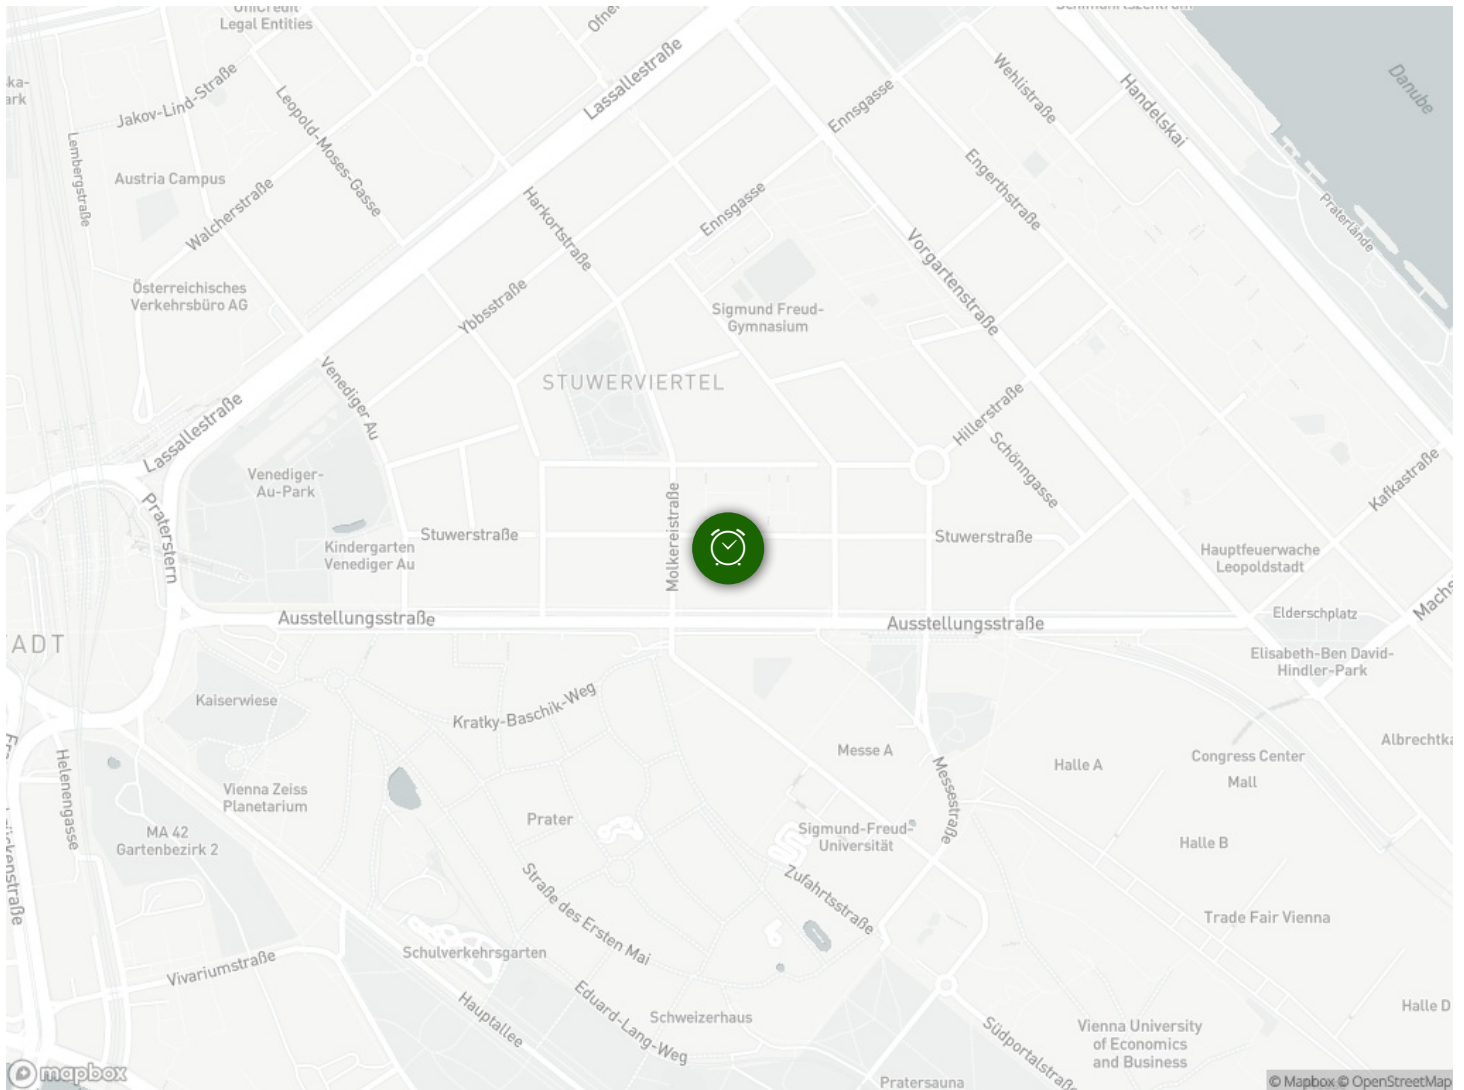 UniCredit
Legal Entities
Lassallestraße
Danube
Wehlistraße
Handelskai
Jakov-Lind-Straße
Leopold-Moses-Gasse
Ennsgasse
Lembergstraße
Austria Campus
Engerthstraße
Walcherstraße
Harkortstraße
Ennsgasse
Praterlände
Österreichisches
Verkehrsbüro AG
Vorgartenstraße
Ybbsstraße
Sigmund Freud-
Gymnasium
Venediger Au
STUWERVIERTEL
Hillerstraße
Lassallestraße
Schönngasse
Kafkastraße
Venediger-
Au-Park
Praterstern
Molkereistraße
Stuwerstraße
Stuwerstraße
Kindergarten
Venediger Au
Hauptfeuerwache
Leopoldstadt
Machs
Elderschplatz
Ausstellungsstraße
Ausstellungsstraße
TADT
Elisabeth-Ben David-
Hindler-Park
Kaiserwiese
Kratky-Baschik-Weg
Messe A
Halle A
Congress Center
Mall
Albrechtka
Helenengasse
Vienna Zeiss
Planetarium
Messestraße
Prater
MA 42
Gartenbezirk 2
Sigmund-Freud-
Universität
Halle B
Zufahrtsstraße
Straße des Ersten Mai
Trade Fair Vienna
Schulverkehrsgarten
Vivariumstraße
Hauptallee
Eduard-Lang-Weg
Schweizerhaus
Halle D
Südportalstraße
Vienna University
of Economics
and Business
Pratersauna
mapbox
© Mapbox © OpenStreetMap